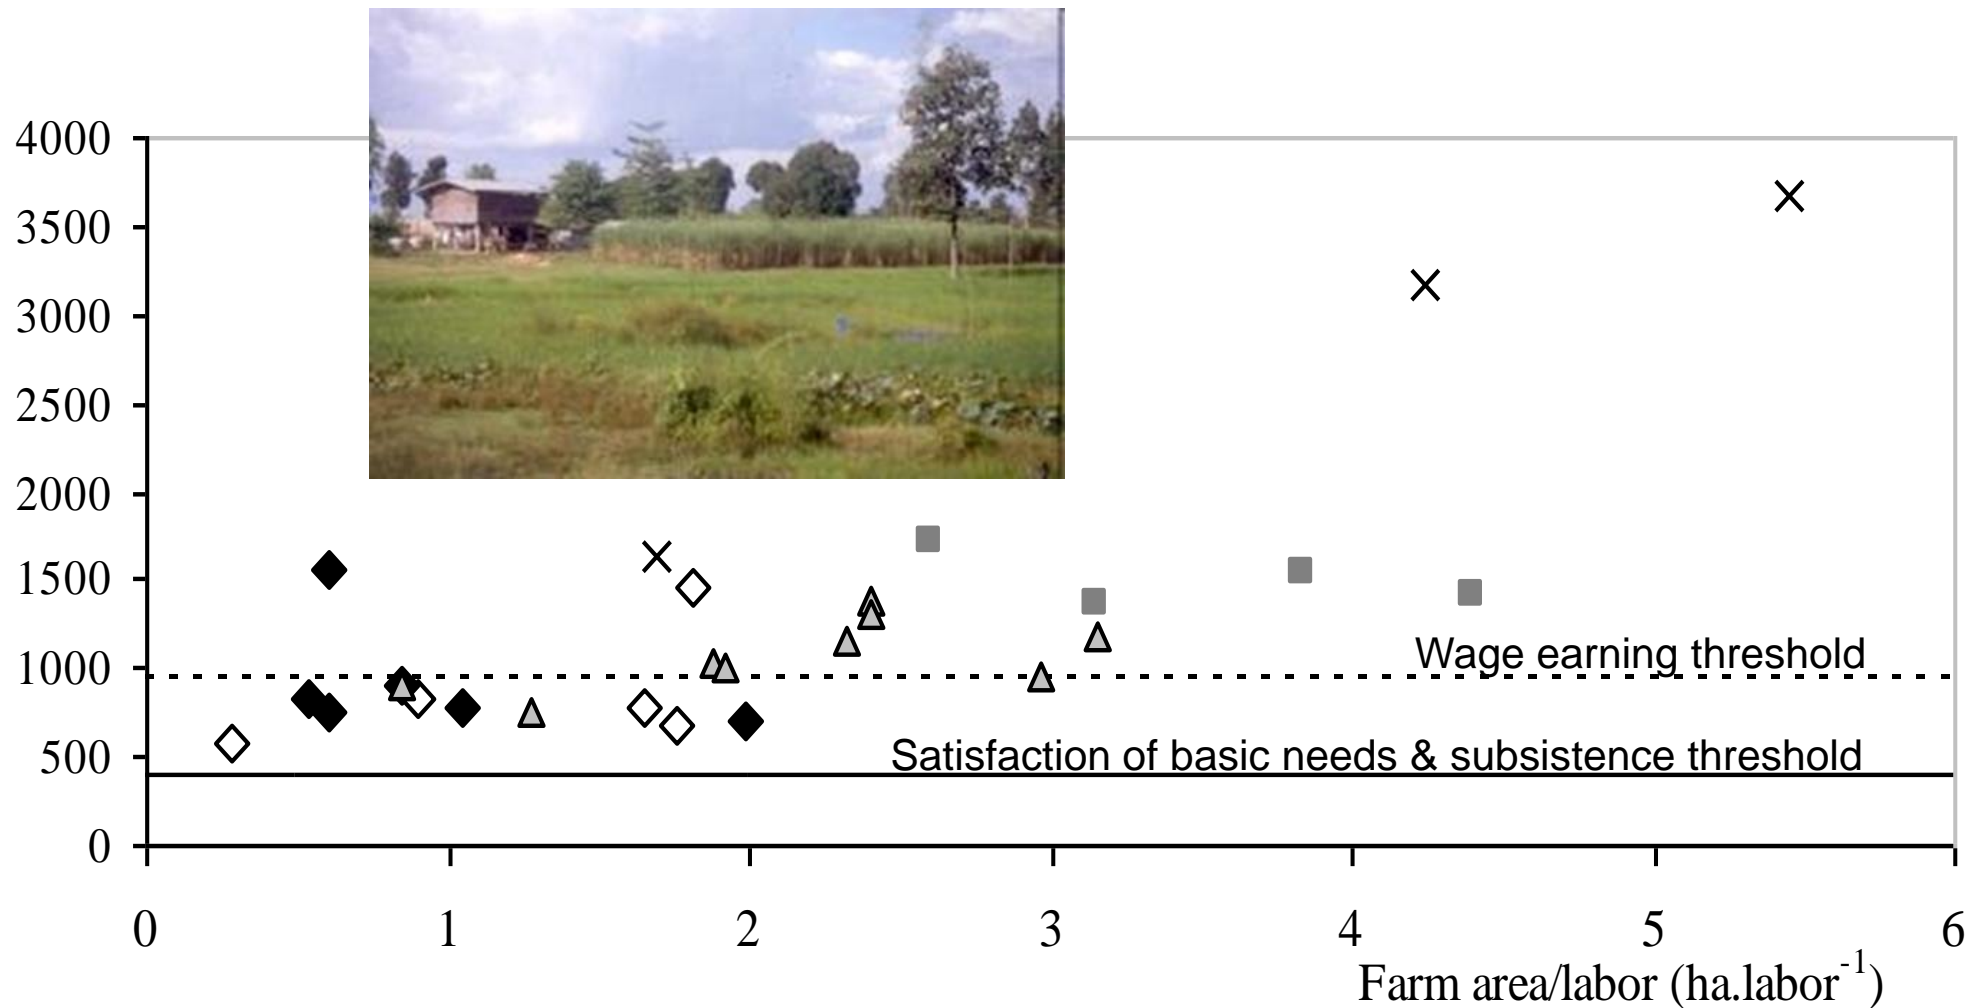 4000
3500
3000
2500
2000
1500
1000
500
0
Wage earning threshold
Satisfaction of basic needs & subsistence threshold
0 1 2 3 4 5 6
Farm area/labor (ha.labor⁻¹)